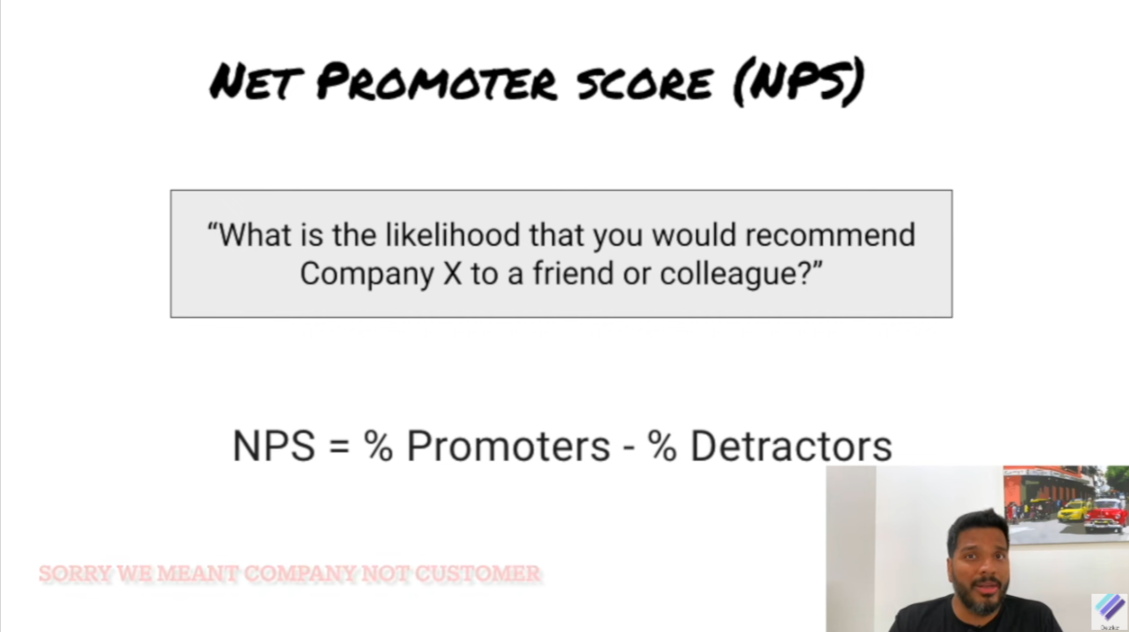 NET PROMOTER SCORE (NPS)
“What is the likelihood that you would recommend
Company X to a friend or colleague?”
NPS = % Promoters - % Detractors
SORRY WE MEANT COMPANY NOT CUSTOMER